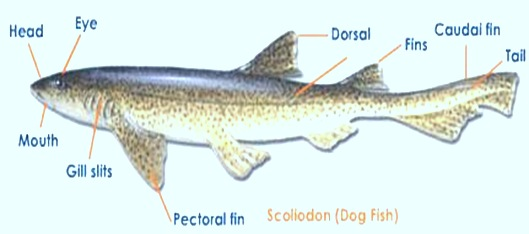 Head
Eye
Dorsal
Fins
Caudai fin
Tail
Mouth
Gill slits
Pectoral fin
Scoliodon (Dog Fish)